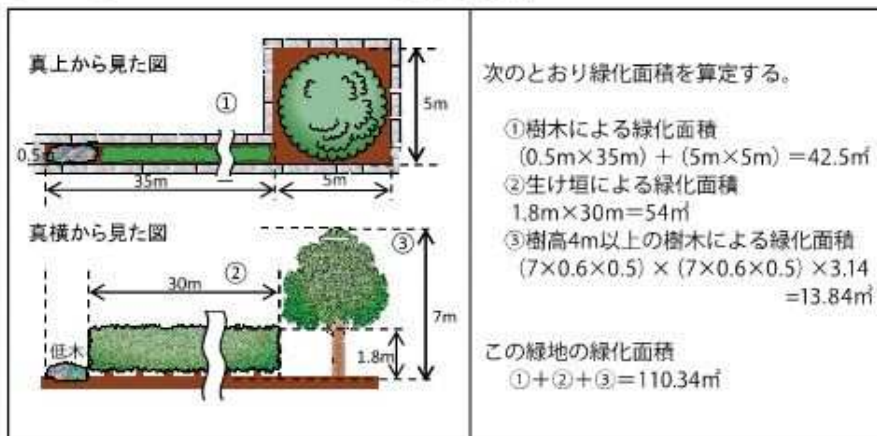 真上から見た図
①
5m
0.5m
35m
5m
真横から見た図
③
30m
②
7m
低木
1.8m
次のとおり緑化面積を算定する。
①樹木による緑化面積
(0.5m×35m)+(5m×5m)=42.5㎡
②生け垣による緑化面積
1.8m×30m=54㎡
③樹高4m以上の樹木による緑化面積
(7×0.6×0.5)×(7×0.6×0.5)×3.14
=13.84㎡
この緑地の緑化面積
①+②+③=110.34㎡